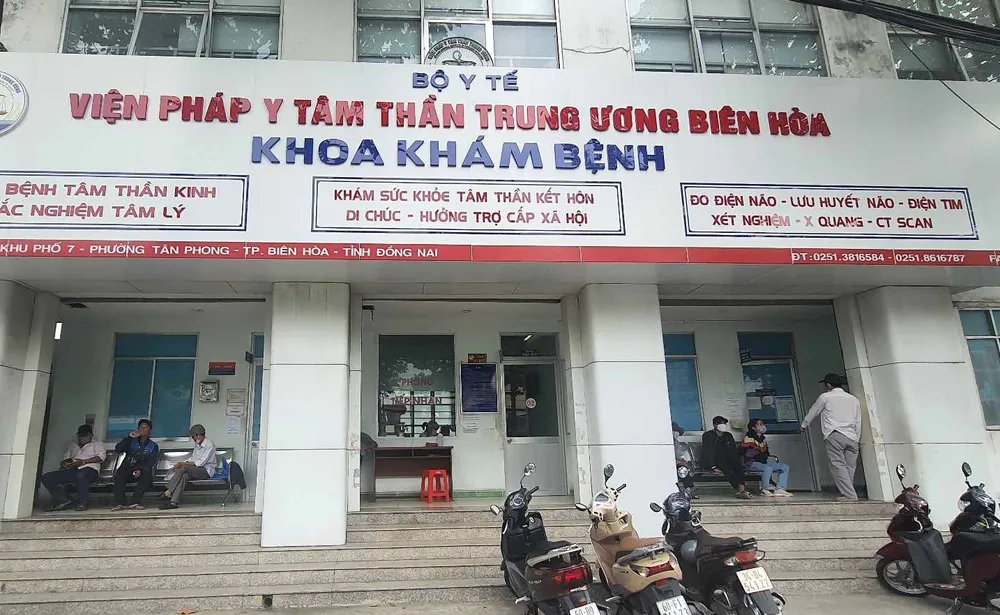 BỘ Y TẾ
VIỆN PHÁP Y TÂM THẦN TRUNG ƯƠNG BIÊN HÒA
KHOA KHÁM BỆNH
BỆNH TÂM THẦN KINH
ẮC NGHIỆM TÂM LÝ
KHÁM SỨC KHỎE TÂM THẦN KẾT HÔN
DI CHÚC - HƯỞNG TRỢ CẤP XÃ HỘI
ĐO ĐIỆN NÃO - LƯU HUYẾT NÃO - ĐIỆN TIM
XÉT NGHIỆM - X QUANG - CT SCAN
KHU PHỐ 7 - PHƯỜNG TÂN PHONG - TP. BIÊN HÒA - TỈNH ĐỒNG NAI
ĐT: 0251.3816584 - 0251.8616787
FA
PHÒNG
TIẾP NHẬN